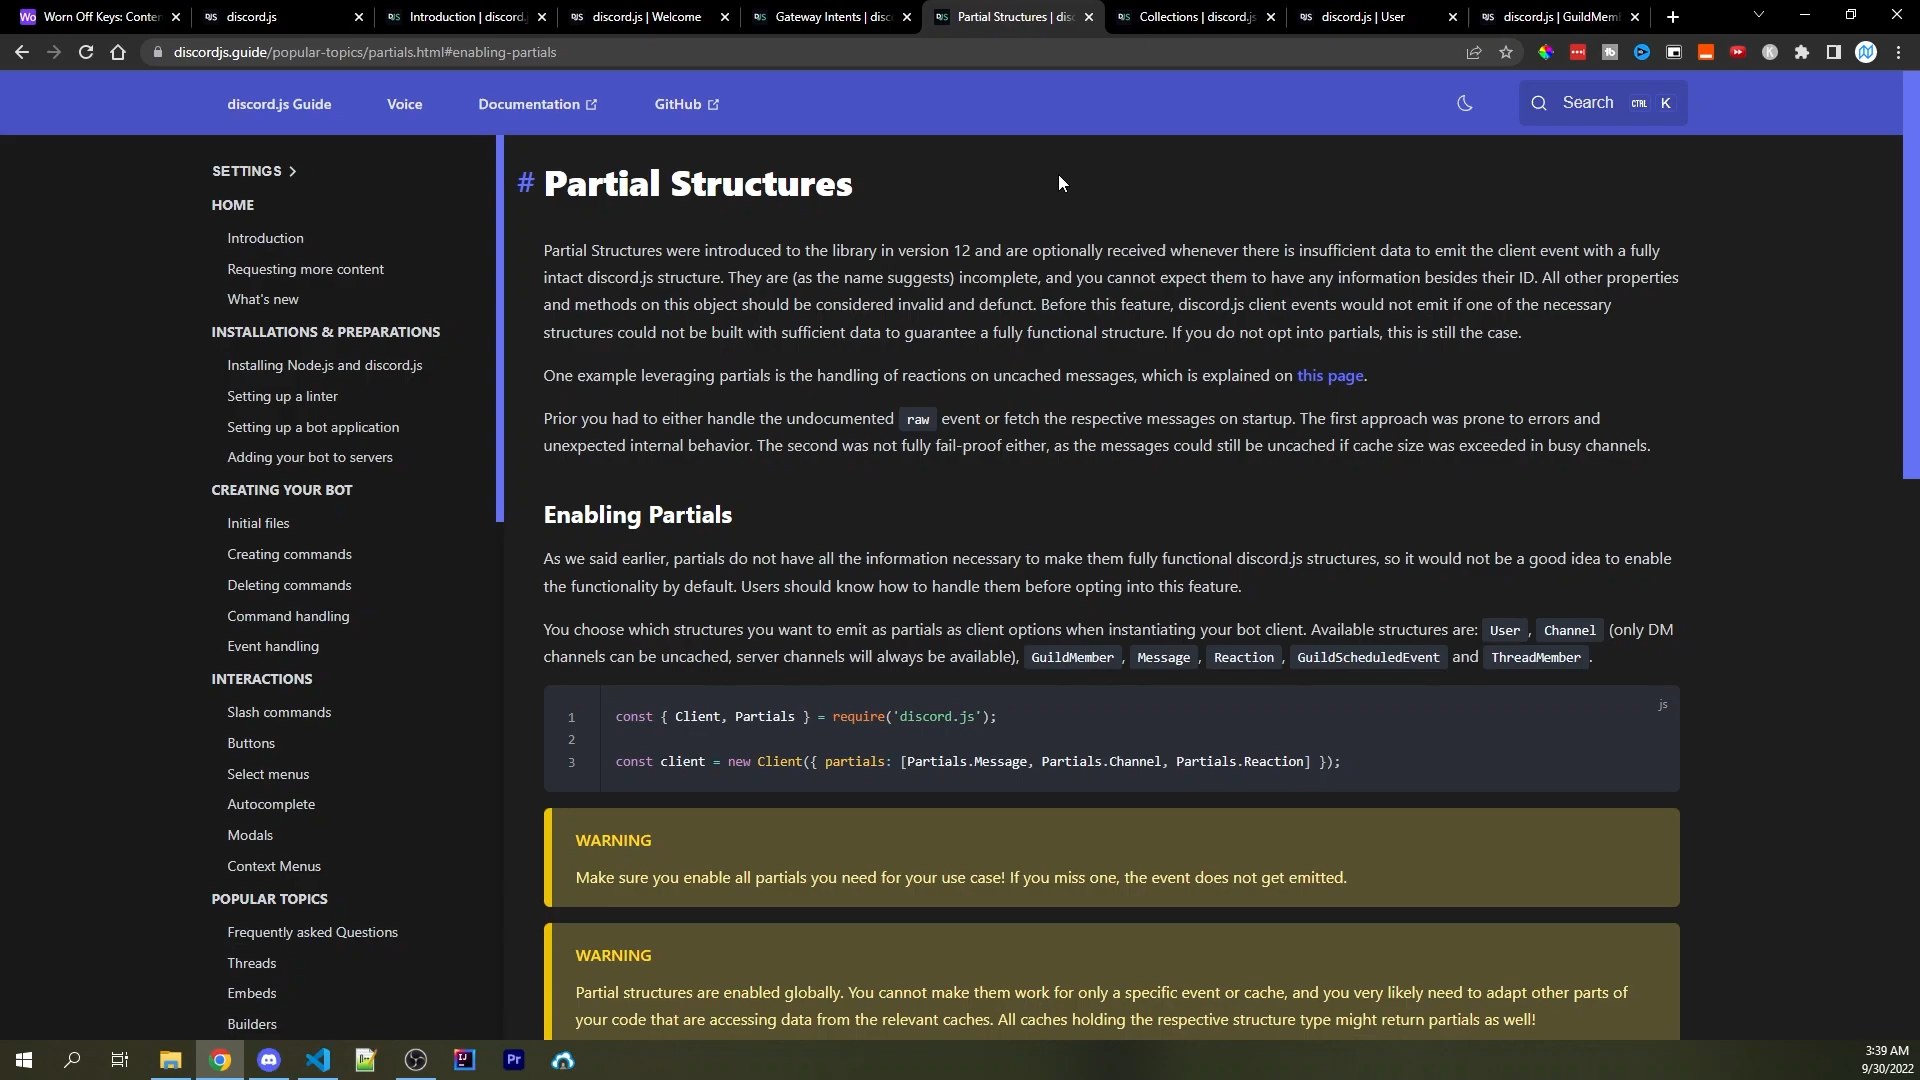 Worn Off Keys: Conten
discord.js
Introduction | discord.
discord.js | Welcome
Gateway Intents | disc
Partial Structures | disc
Collections | discord.js
discord.js | User
discord.js | GuildMem
discordjs.guide/popular-topics/partials.html#enabling-partials
discord.js Guide
Voice
Documentation
GitHub
Search CTRL K
SETTINGS
HOME
Introduction
Requesting more content
What's new
INSTALLATIONS & PREPARATIONS
Installing Node.js and discord.js
Setting up a linter
Setting up a bot application
Adding your bot to servers
CREATING YOUR BOT
Initial files
Creating commands
Deleting commands
Command handling
Event handling
INTERACTIONS
Slash commands
Buttons
Select menus
Autocomplete
Modals
Context Menus
POPULAR TOPICS
Frequently asked Questions
Threads
Embeds
Builders
# Partial Structures
Partial Structures were introduced to the library in version 12 and are optionally received whenever there is insufficient data to emit the client event with a fully
intact discord.js structure. They are (as the name suggests) incomplete, and you cannot expect them to have any information besides their ID. All other properties
and methods on this object should be considered invalid and defunct. Before this feature, discord.js client events would not emit if one of the necessary
structures could not be built with sufficient data to guarantee a fully functional structure. If you do not opt into partials, this is still the case.
One example leveraging partials is the handling of reactions on uncached messages, which is explained on this page.
Prior you had to either handle the undocumented raw event or fetch the respective messages on startup. The first approach was prone to errors and
unexpected internal behavior. The second was not fully fail-proof either, as the messages could still be uncached if cache size was exceeded in busy channels.
Enabling Partials
As we said earlier, partials do not have all the information necessary to make them fully functional discord.js structures, so it would not be a good idea to enable
the functionality by default. Users should know how to handle them before opting into this feature.
You choose which structures you want to emit as partials as client options when instantiating your bot client. Available structures are: User , Channel (only DM
channels can be uncached, server channels will always be available), GuildMember , Message , Reaction , GuildScheduledEvent and ThreadMember .
js
1 const { Client, Partials } = require('discord.js');
2
3 const client = new Client({ partials: [Partials.Message, Partials.Channel, Partials.Reaction] });
WARNING
Make sure you enable all partials you need for your use case! If you miss one, the event does not get emitted.
WARNING
Partial structures are enabled globally. You cannot make them work for only a specific event or cache, and you very likely need to adapt other parts of
your code that are accessing data from the relevant caches. All caches holding the respective structure type might return partials as well!
3:39 AM
9/30/2022